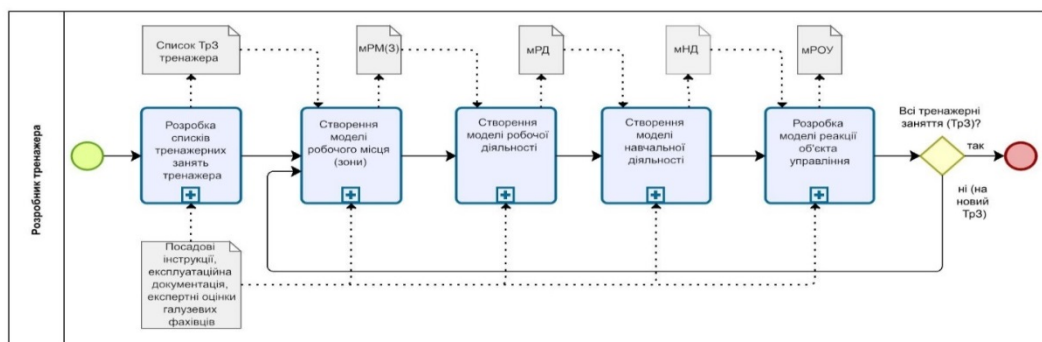 Розробник тренажера
Список ТрЗ
тренажера
мРМ(З)
мРД
мНД
мРОУ
Розробка
списків
тренажерних
занять
тренажера
Створення
моделі
робочого місця
(зони)
Створення
моделі робочої
діяльності
Створення
моделі
навчальної
діяльності
Розробка
моделі реакції
об'єкта
управління
Всі тренажерні
заняття (ТрЗ)?
так
ні (на
новий
ТрЗ)
Посадові
інструкції,
експлуатаційна
документація,
експертні оцінки
галузевих
фахівців